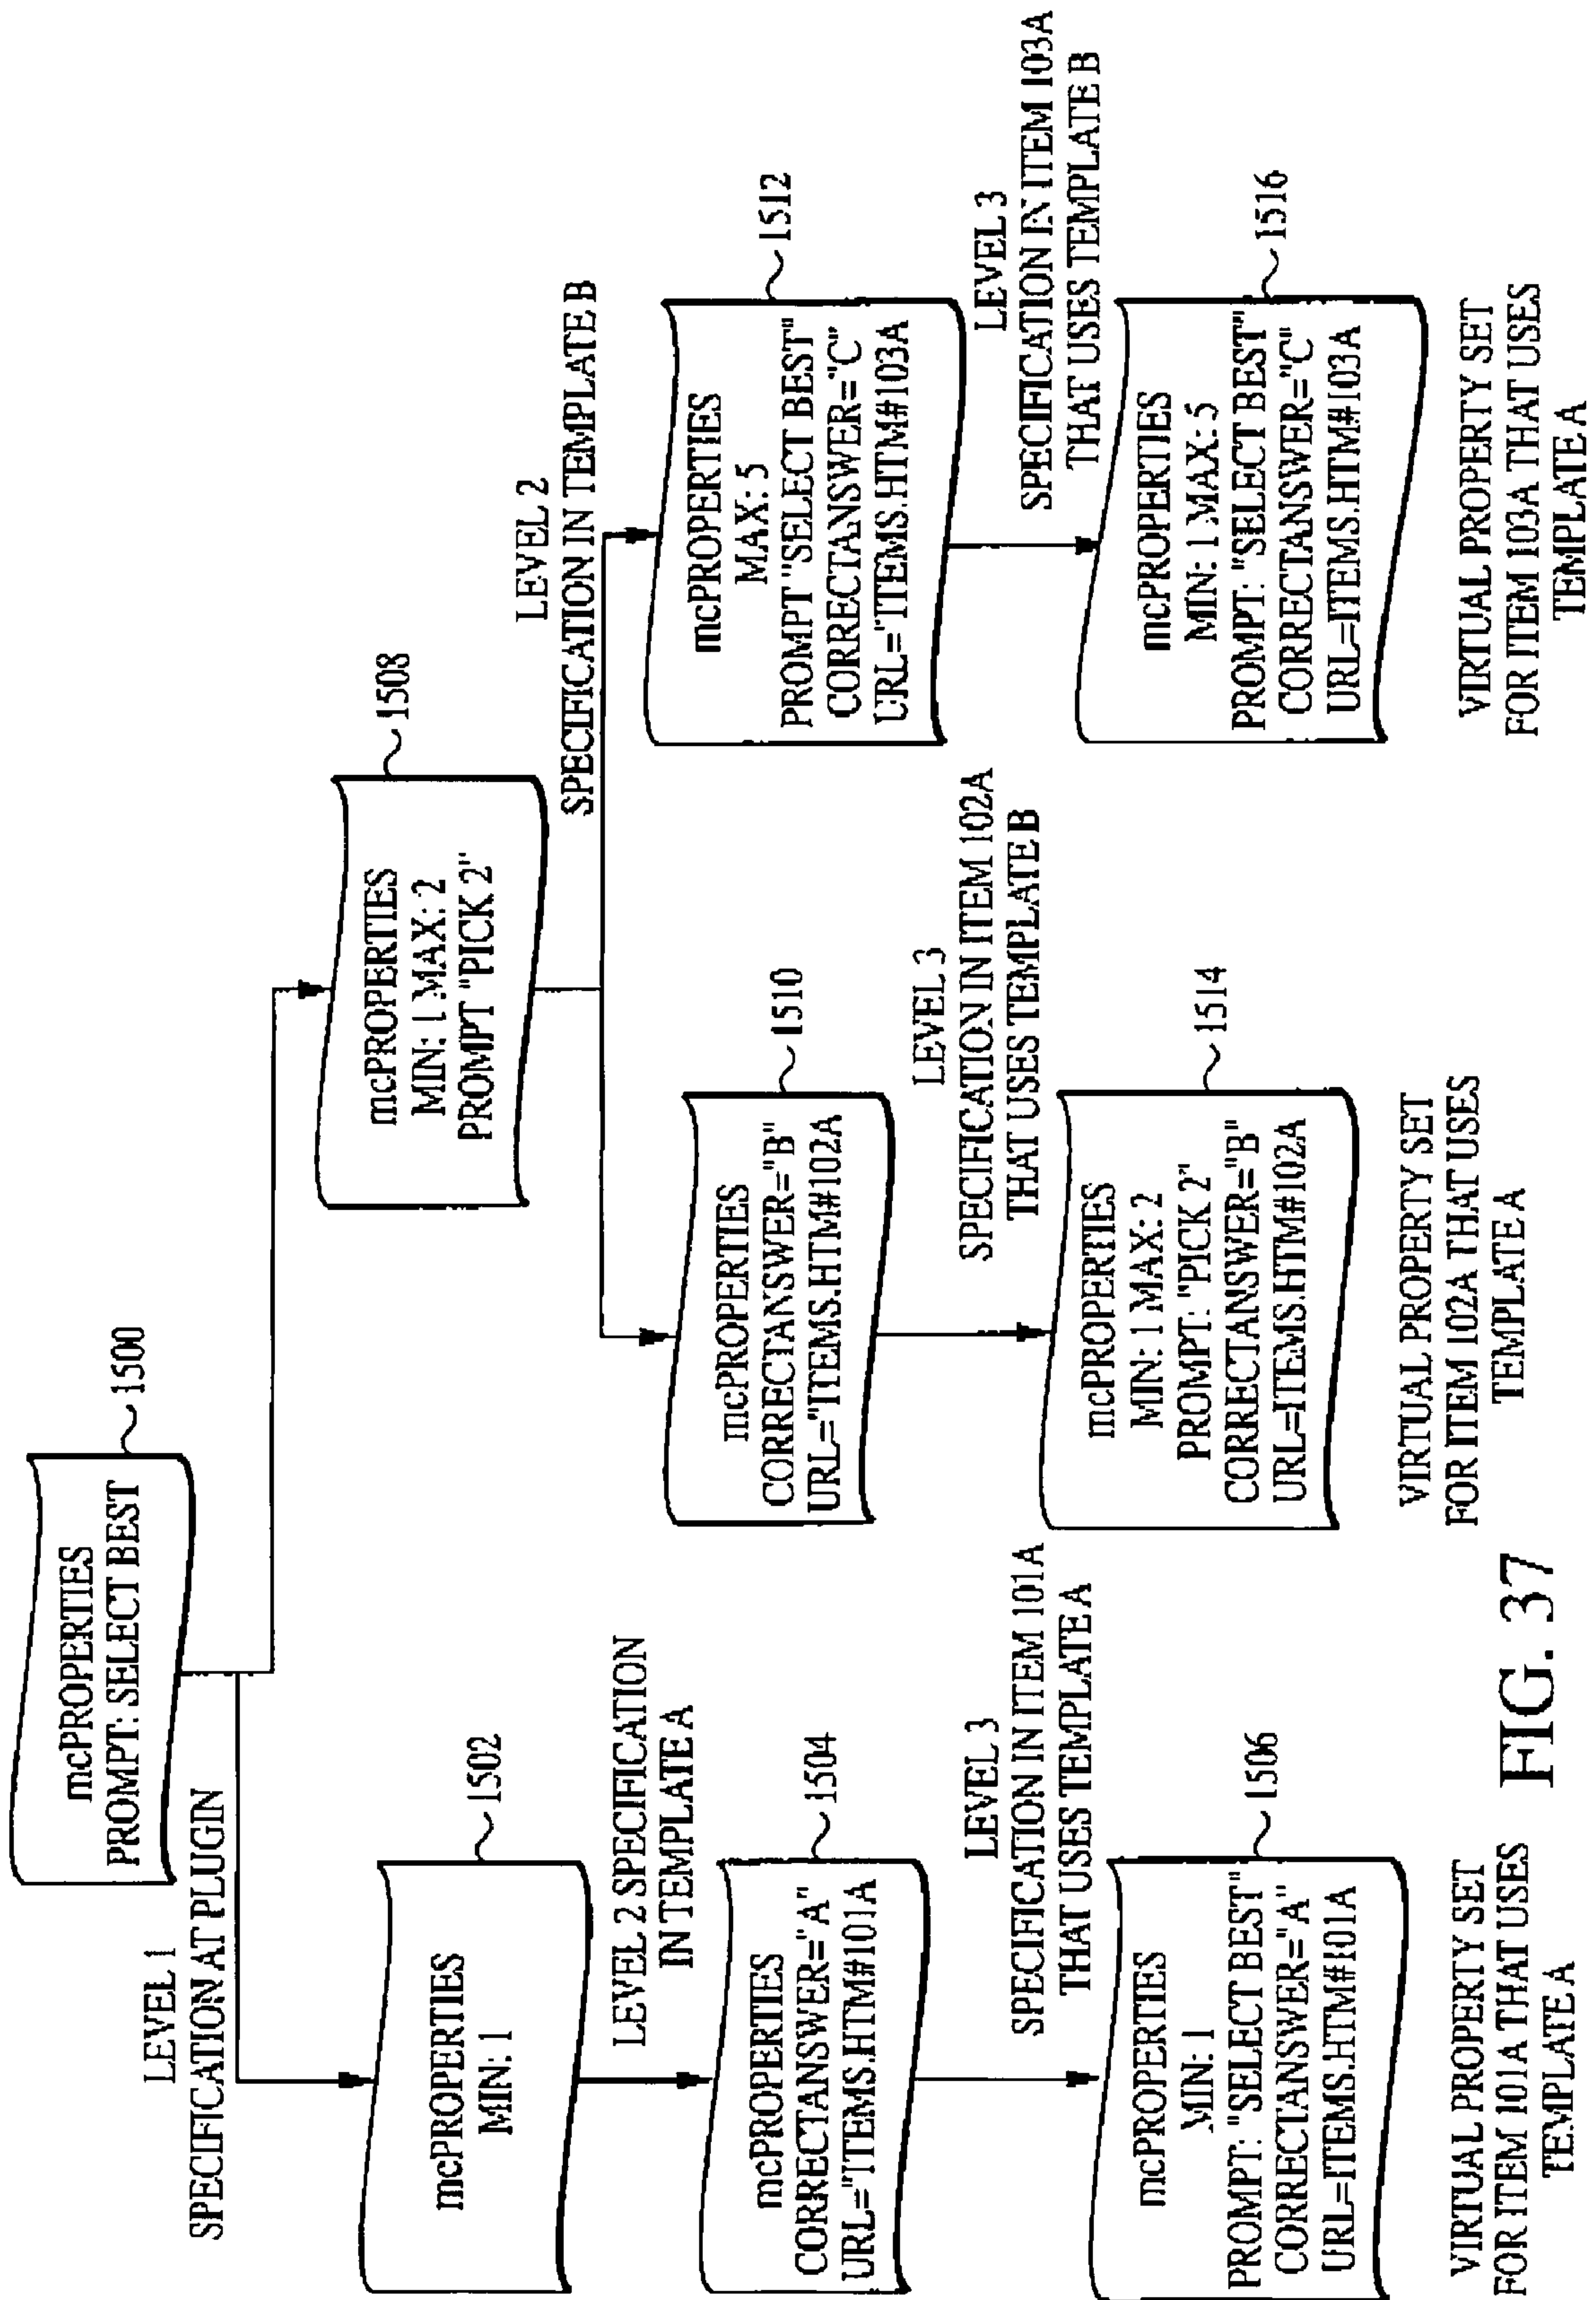 mcPROPERTIES
PROMPT: SELECT BEST
1500
LEVEL 1
SPECIFICATION AT PLUGIN
mcPROPERTIES
MIN: 1
1502
LEVEL 2 SPECIFICATION
IN TEMPLATE A
mcPROPERTIES
CORRECTANSWER="A"
URL="ITEMS.HTM#101A
1504
LEVEL 3
SPECIFICATION IN ITEM 101A
THAT USES TEMPLATE A
mcPROPERTIES
MIN: 1
PROMPT: "SELECT BEST"
CORRECTANSWER="A"
URL=ITEMS.HTM#101A
1506
VIRTUAL PROPERTY SET
FOR ITEM 101A THAT USES
TEMPLATE A
mcPROPERTIES
MIN: 1 MAX: 2
PROMPT "PICK 2"
1508
LEVEL 2
SPECIFICATION IN TEMPLATE B
mcPROPERTIES
CORRECTANSWER="B"
URL="ITEMS.HTM#102A
1510
LEVEL 3
SPECIFICATION IN ITEM 102A
THAT USES TEMPLATE B
mcPROPERTIES
MIN: 1 MAX: 2
PROMPT: "PICK 2"
CORRECTANSWER="B"
URL=ITEMS.HTM#102A
1514
VIRTUAL PROPERTY SET
FOR ITEM 102A THAT USES
TEMPLATE A
mcPROPERTIES
MAX: 5
PROMPT "SELECT BEST"
CORRECTANSWER="C"
URL="ITEMS.HTM#103A
1512
LEVEL 3
SPECIFICATION IN ITEM 103A
THAT USES TEMPLATE B
mcPROPERTIES
MIN: 1 MAX: 5
PROMPT: "SELECT BEST"
CORRECTANSWER="C"
URL=ITEMS.HTM#103A
1516
VIRTUAL PROPERTY SET
FOR ITEM 103A THAT USES
TEMPLATE A
FIG. 37